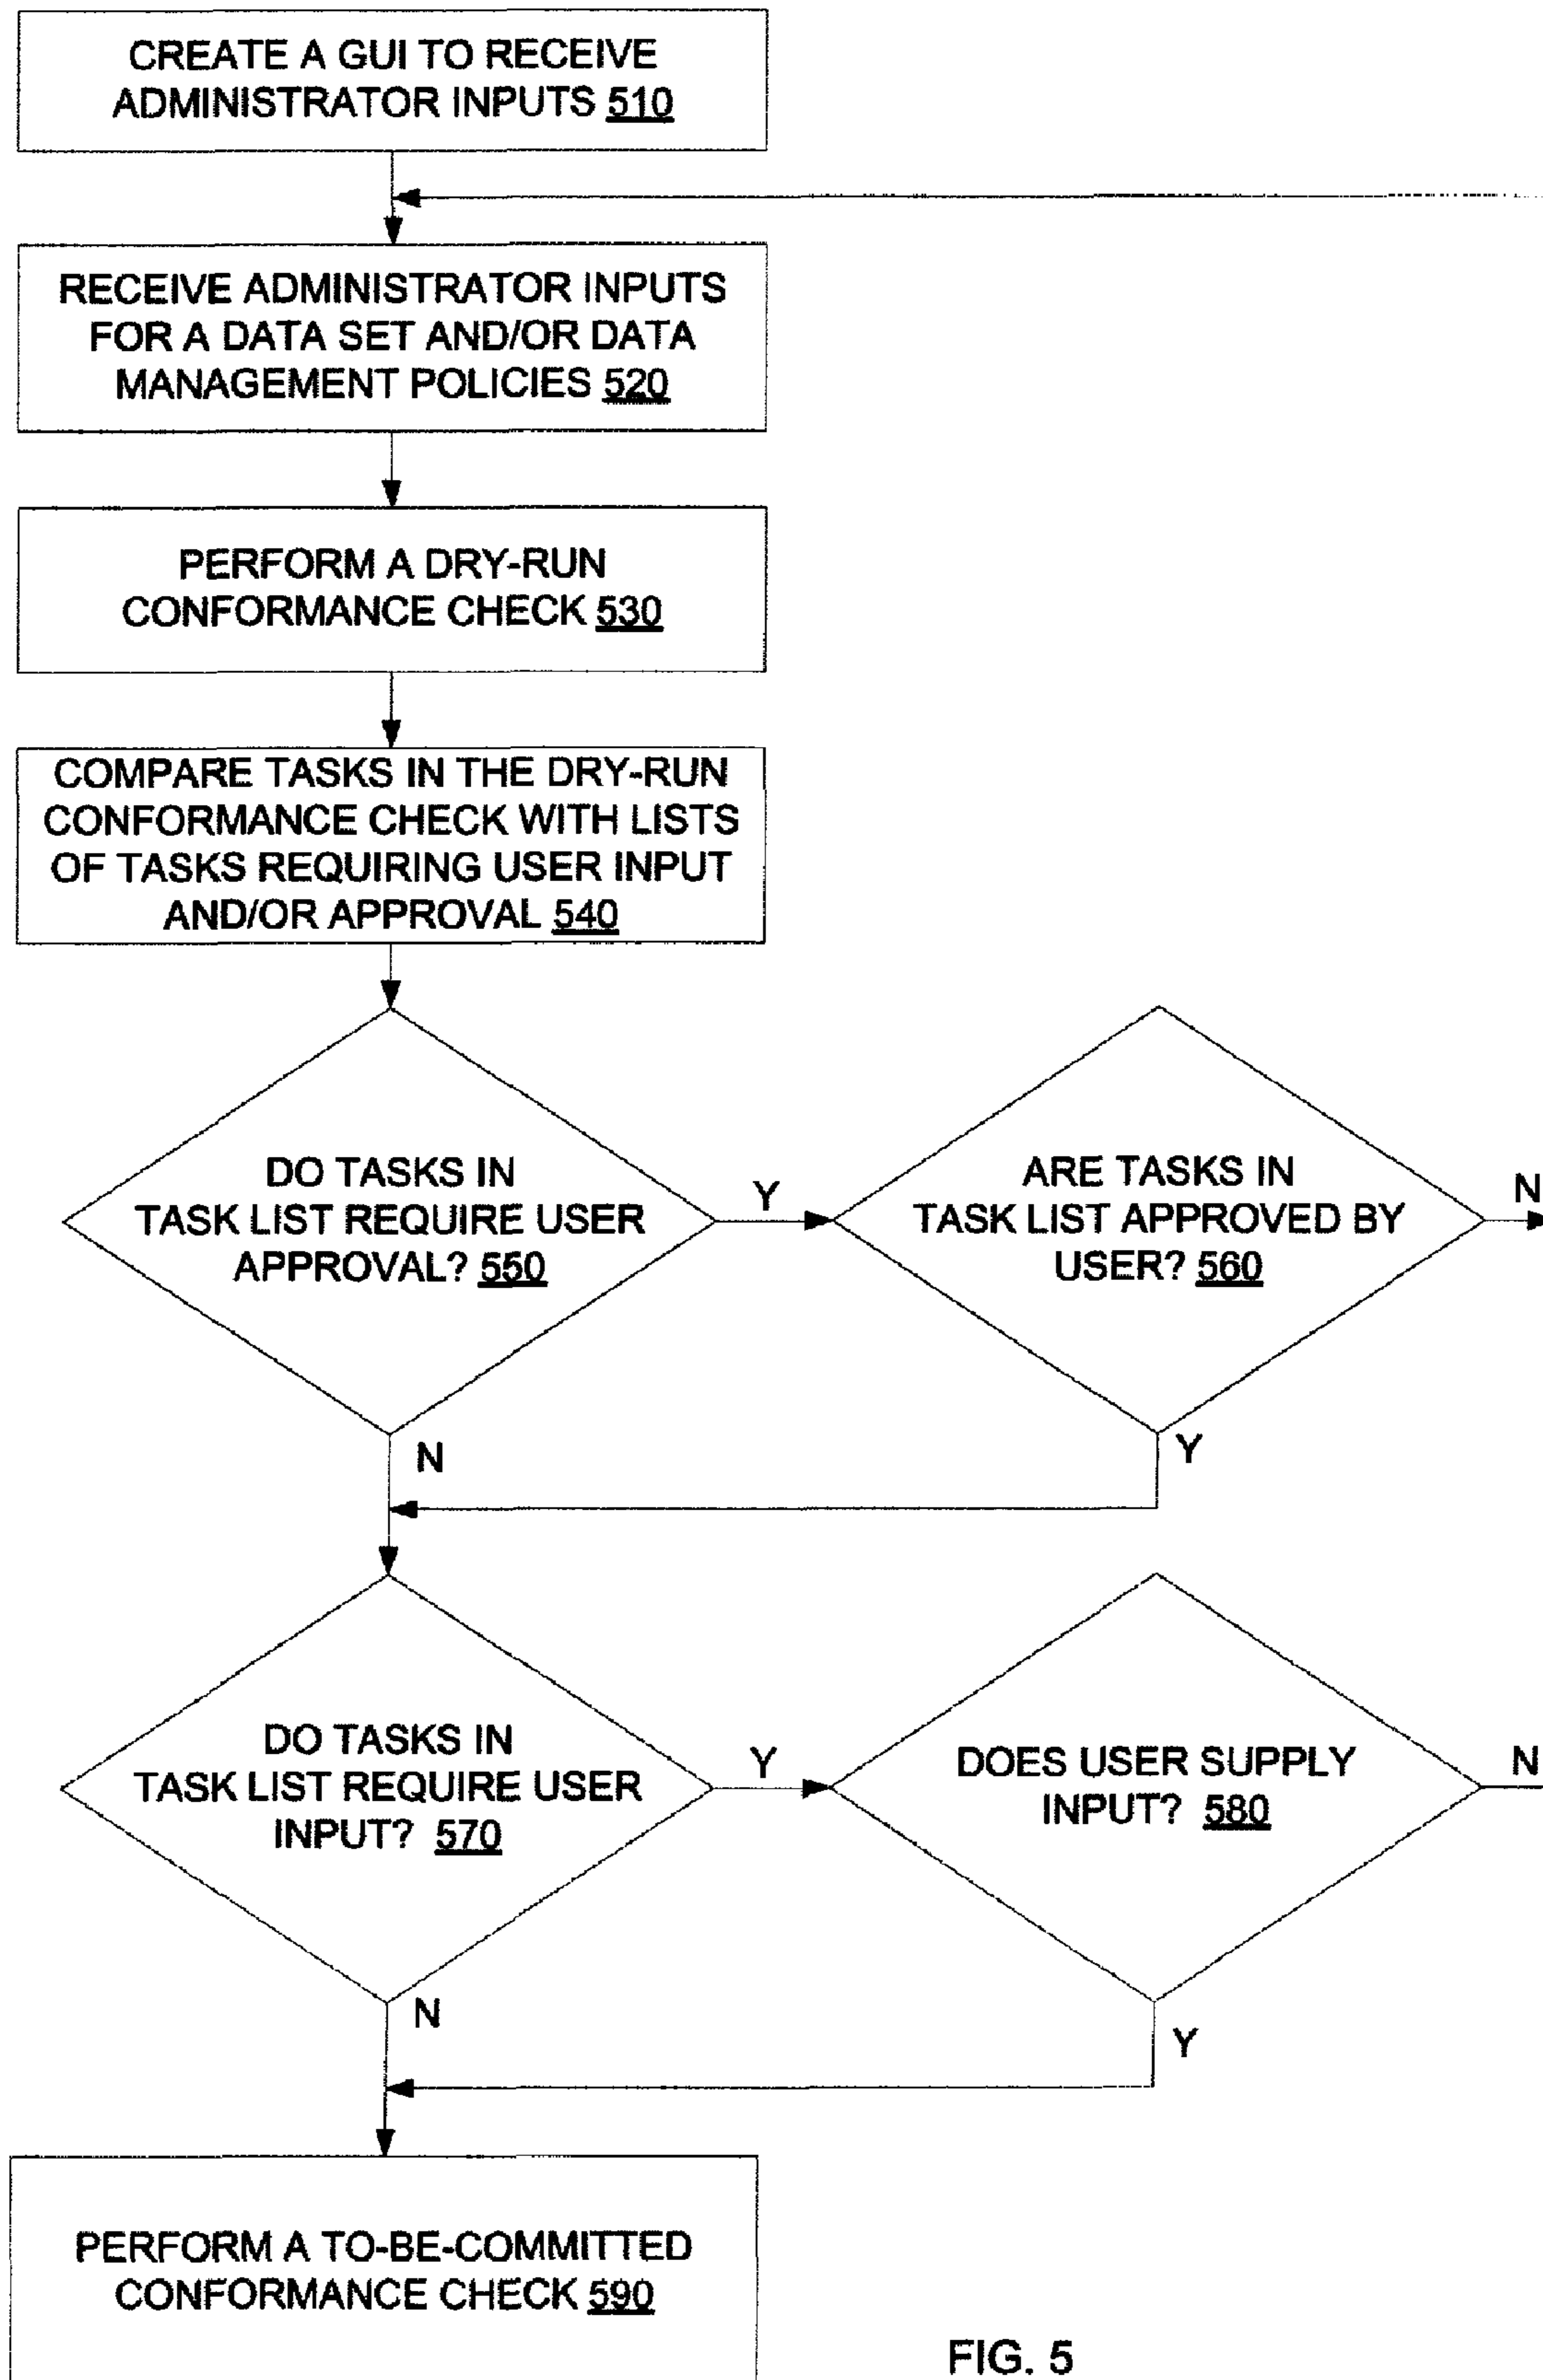 CREATE A GUI TO RECEIVE
ADMINISTRATOR INPUTS 510
RECEIVE ADMINISTRATOR INPUTS
FOR A DATA SET AND/OR DATA
MANAGEMENT POLICIES 520
PERFORM A DRY-RUN
CONFORMANCE CHECK 530
COMPARE TASKS IN THE DRY-RUN
CONFORMANCE CHECK WITH LISTS
OF TASKS REQUIRING USER INPUT
AND/OR APPROVAL 540
DO TASKS IN
TASK LIST REQUIRE USER
APPROVAL? 550
Y
ARE TASKS IN
TASK LIST APPROVED BY
USER? 560
N
N
Y
DO TASKS IN
TASK LIST REQUIRE USER
INPUT? 570
Y
DOES USER SUPPLY
INPUT? 580
N
N
Y
PERFORM A TO-BE-COMMITTED
CONFORMANCE CHECK 590
FIG. 5